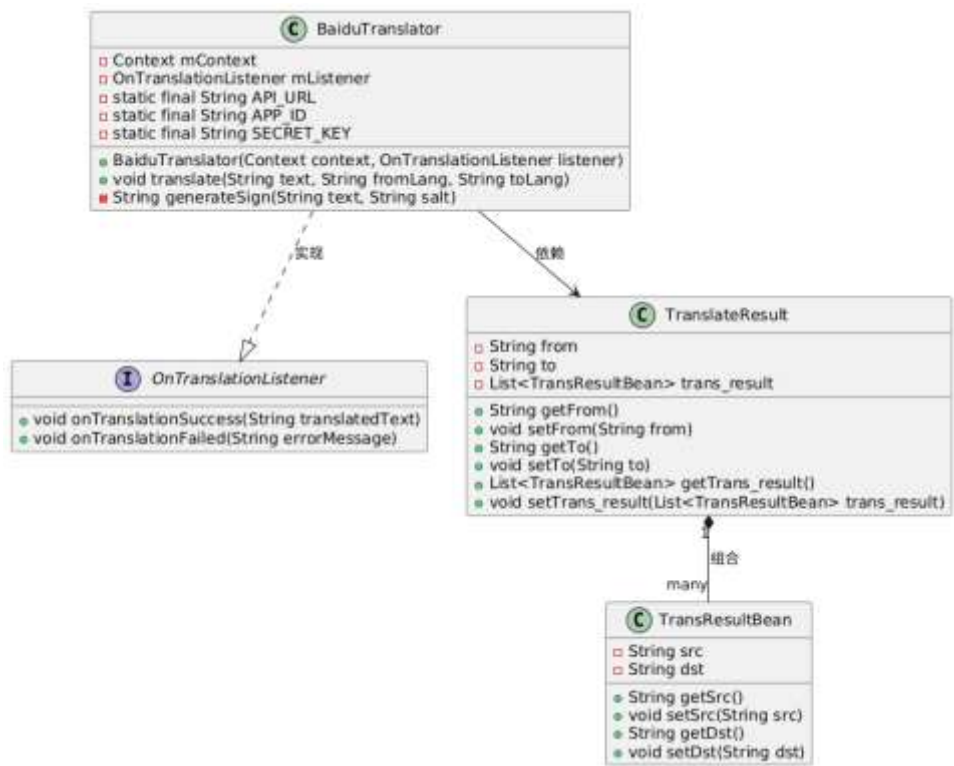 C BaiduTranslator
Context mContext
OnTranslationListener mListener
static final String API_URL
static final String APP_ID
static final String SECRET_KEY
BaiduTranslator(Context context, OnTranslationListener listener)
void translate(String text, String fromLang, String toLang)
String generateSign(String text, String salt)
实现
依赖
I OnTranslationListener
void onTranslationSuccess(String translatedText)
void onTranslationFailed(String errorMessage)
C TranslateResult
String from
String to
List<TransResultBean> trans_result
String getFrom()
void setFrom(String from)
String getTo()
void setTo(String to)
List<TransResultBean> getTrans_result()
void setTrans_result(List<TransResultBean> trans_result)
1
组合
many
C TransResultBean
String src
String dst
String getSrc()
void setSrc(String src)
String getDst()
void setDst(String dst)